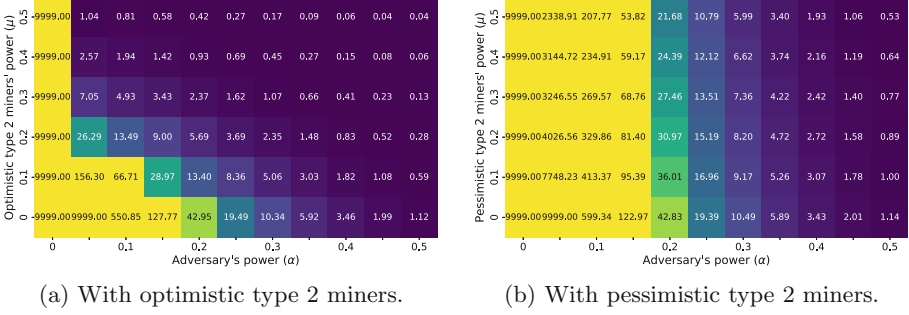 Optimistic type 2 miners' power (μ)
0.5 -9999.00 1.04 0.81 0.58 0.42 0.27 0.17 0.09 0.06 0.04 0.02
0.4 -9999.00 2.57 1.94 1.42 0.93 0.69 0.45 0.27 0.15 0.08 0.06
0.3 -9999.00 7.05 4.93 3.43 2.37 1.62 1.07 0.66 0.41 0.23 0.13
0.2 -9999.00 26.29 13.49 9.00 5.69 3.69 2.35 1.48 0.83 0.52 0.28
0.1 -9999.00 156.30 66.71 28.97 13.40 8.36 5.06 3.03 1.82 1.08 0.59
0 -9999.00 9999.00 550.85 127.77 42.95 19.49 10.34 5.92 3.46 1.99 1.12
0 0.1 0.2 0.3 0.4 0.5
Adversary's power (α)
(a) With optimistic type 2 miners.
Pessimistic type 2 miners' power (μ)
0.5 -9999.00 2338.91 207.77 53.82 21.68 10.79 5.99 3.40 1.93 1.06 0.53
0.4 -9999.00 3144.72 234.91 59.17 24.39 12.12 6.62 3.74 2.16 1.19 0.64
0.3 -9999.00 3246.55 269.57 68.76 27.46 13.51 7.36 4.22 2.42 1.40 0.77
0.2 -9999.00 4026.56 329.86 81.40 30.97 15.19 8.20 4.72 2.72 1.58 0.89
0.1 -9999.00 7748.23 413.37 95.39 36.01 16.96 9.17 5.26 3.07 1.78 1.00
0 -9999.00 9999.00 599.34 122.97 42.83 19.39 10.49 5.89 3.43 2.01 1.14
0 0.1 0.2 0.3 0.4 0.5
Adversary's power (α)
(b) With pessimistic type 2 miners.